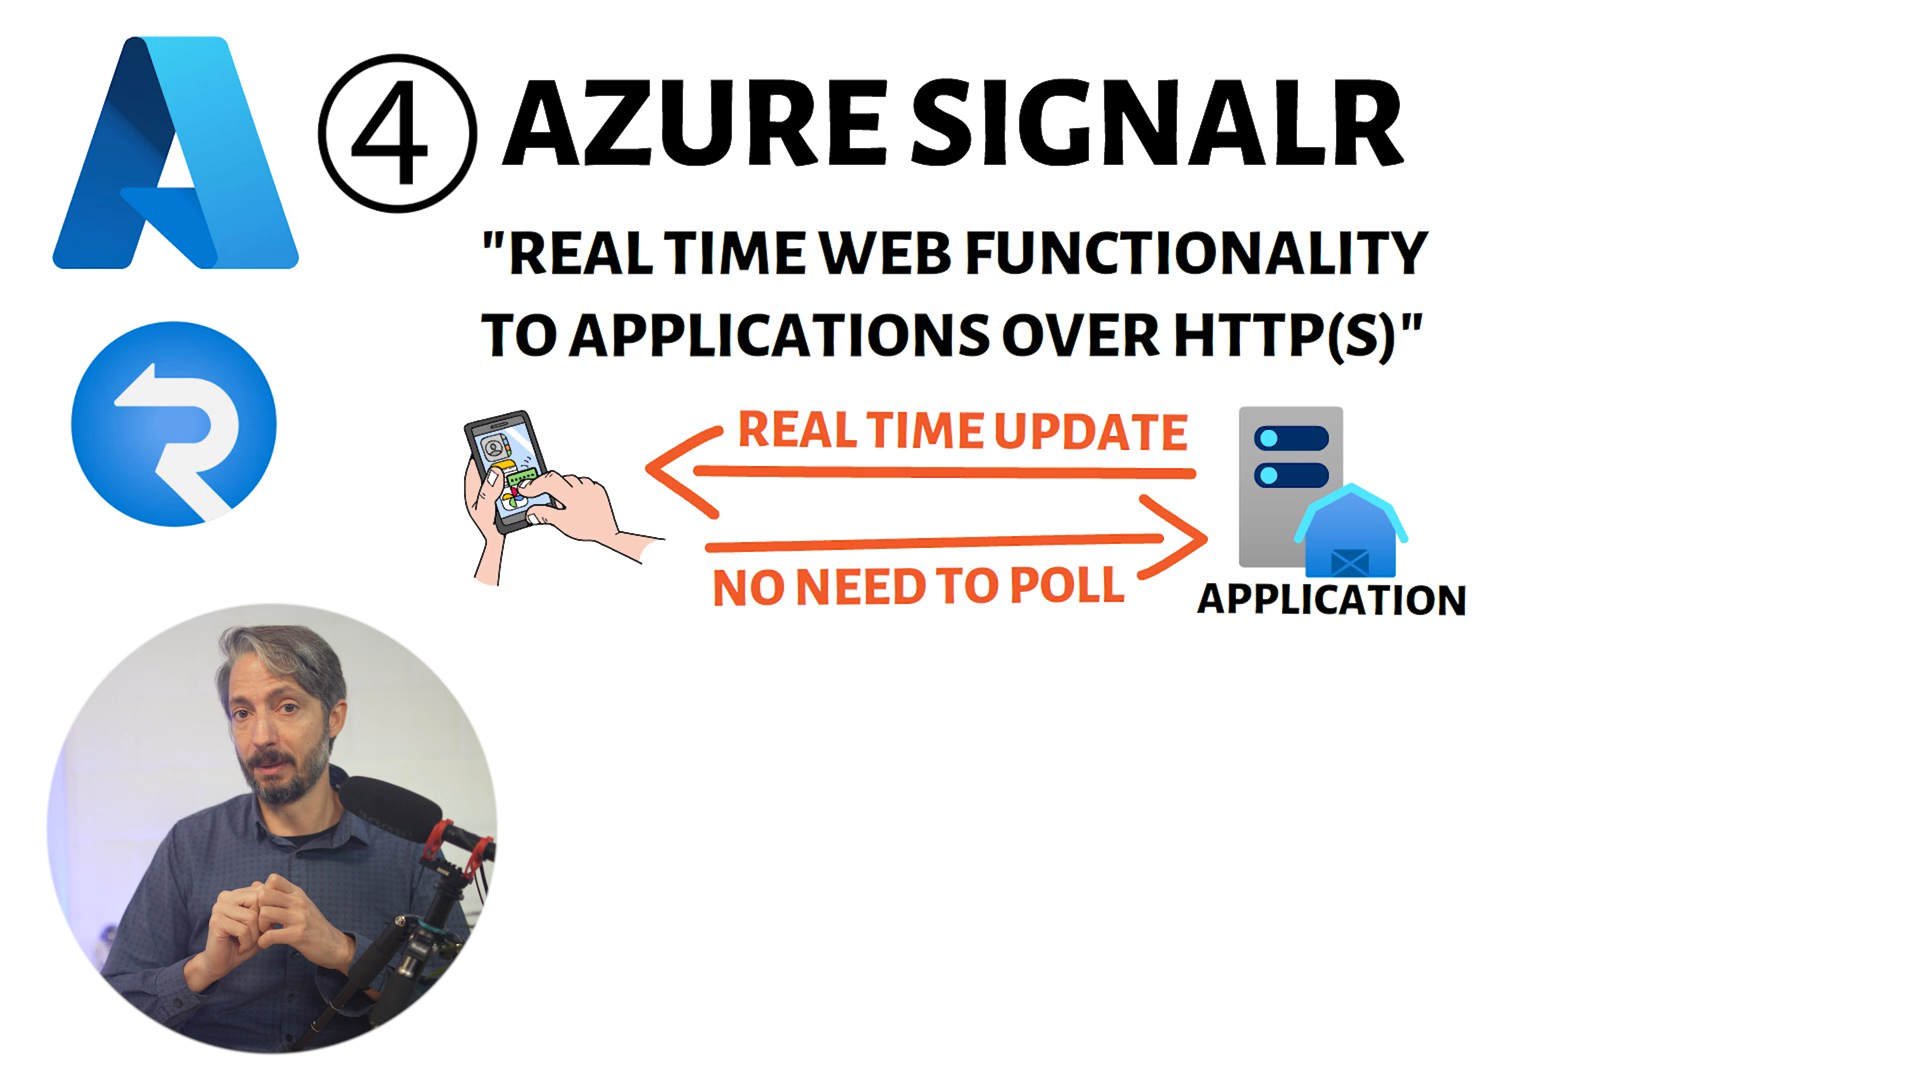 ④ AZURE SIGNALR
"REAL TIME WEB FUNCTIONALITY
TO APPLICATIONS OVER HTTP(S)"
REAL TIME UPDATE
NO NEED TO POLL
APPLICATION